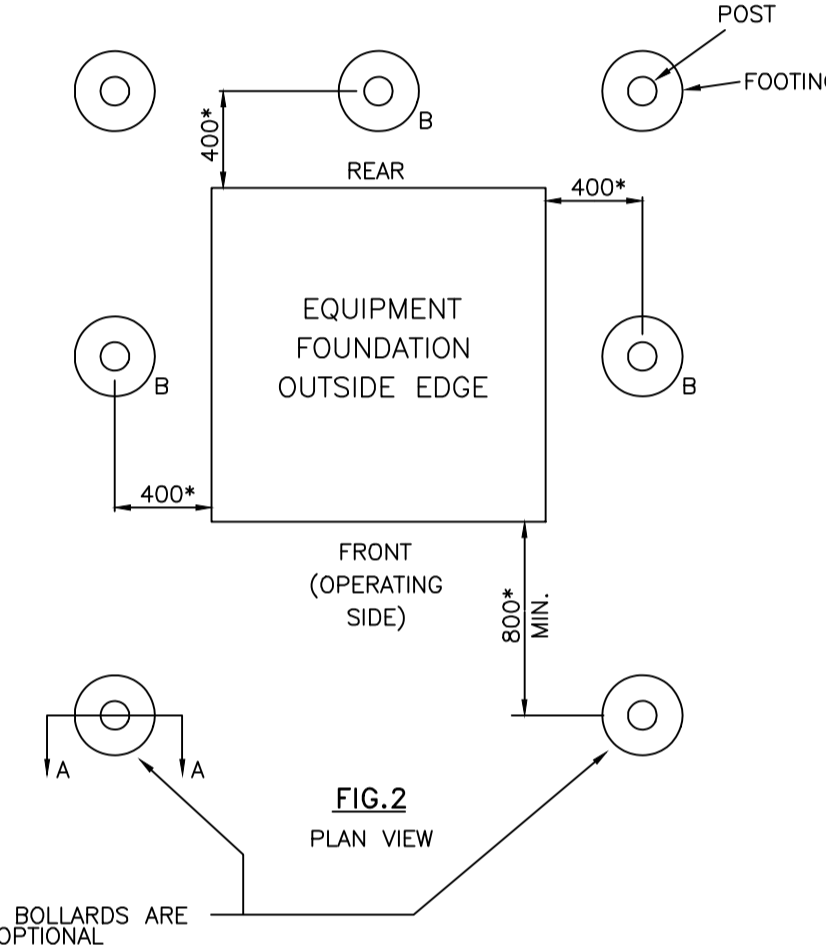 POST
FOOTING
B
400*
REAR
400*
EQUIPMENT
FOUNDATION
OUTSIDE EDGE
B
B
400*
FRONT
(OPERATING
SIDE)
800*
MIN.
A
A
FIG.2
PLAN VIEW
BOLLARDS ARE
OPTIONAL